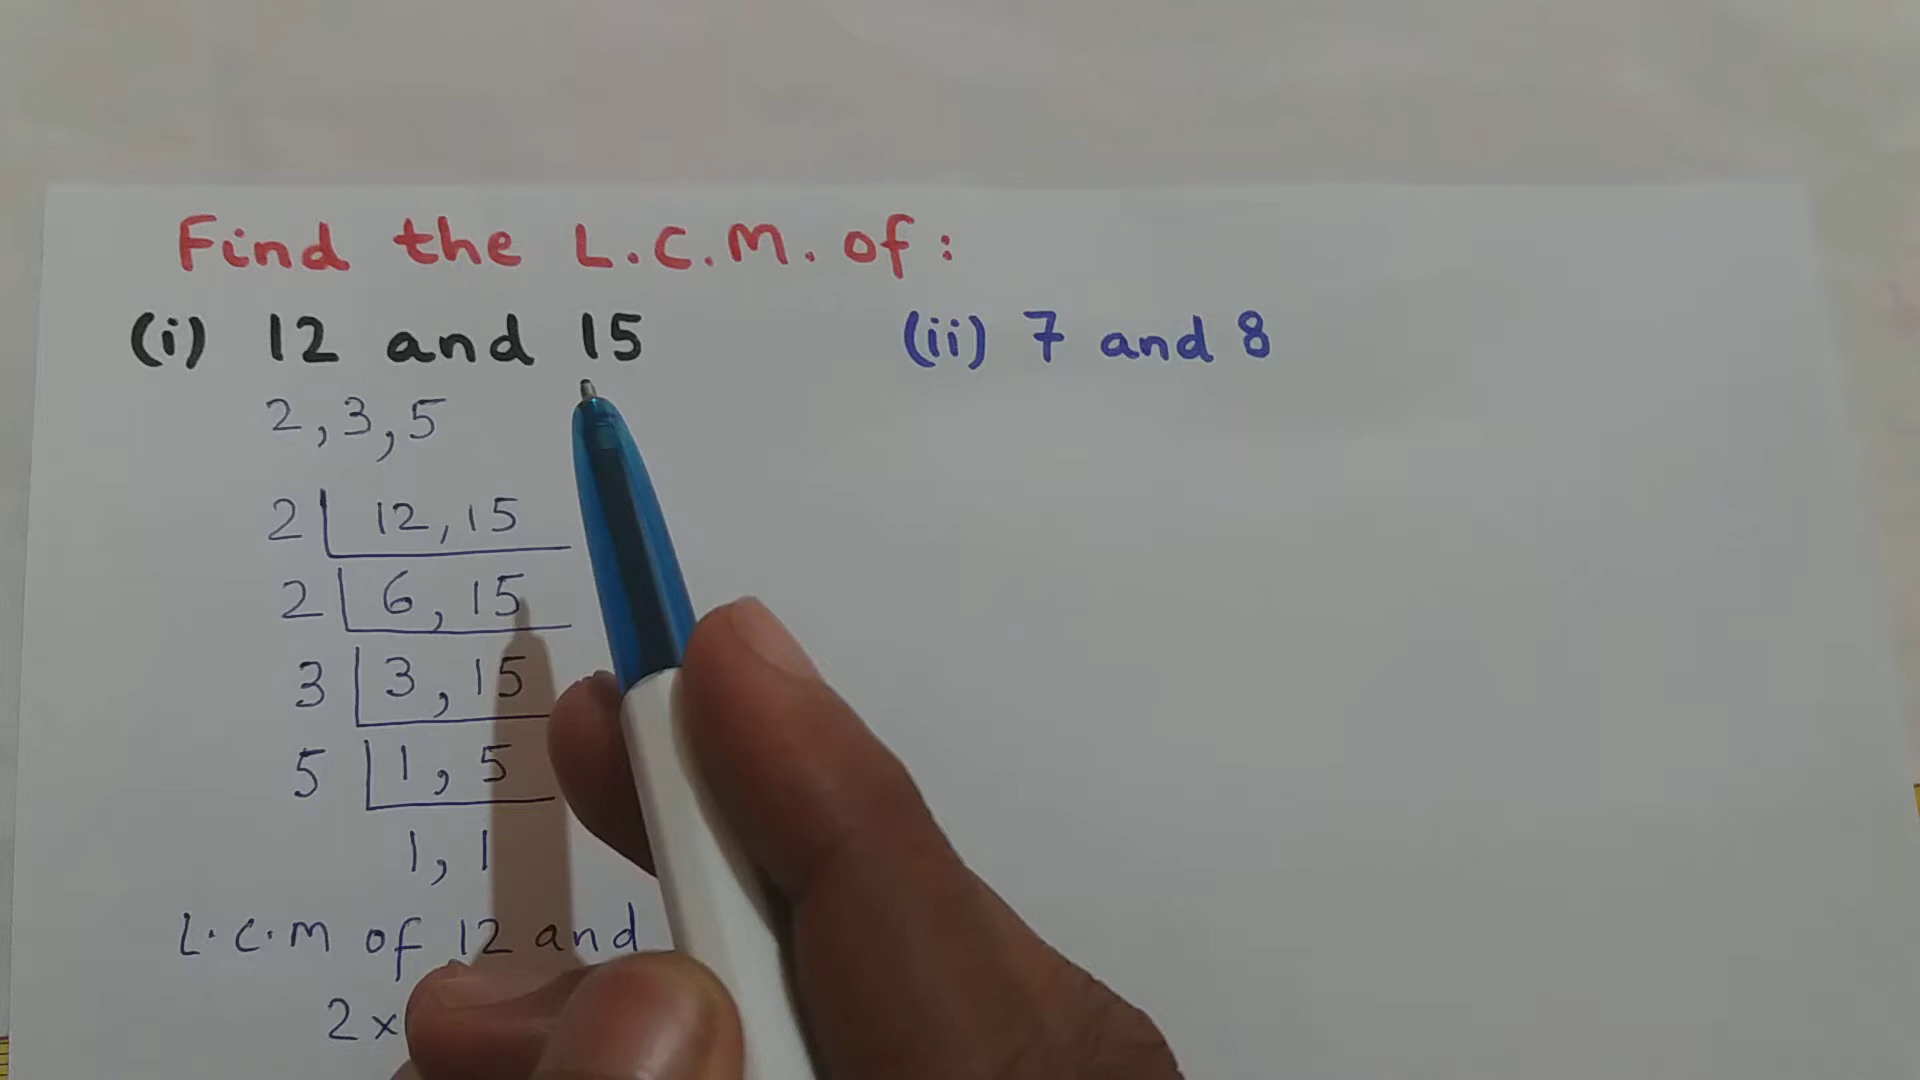 Find the L.C.M. of:
(i) 12 and 15
(ii) 7 and 8
2, 3, 5
2 | 12, 15
2 | 6, 15
3 | 3, 15
5 | 1, 5
1, 1
L.C.M of 12 and
2 ×